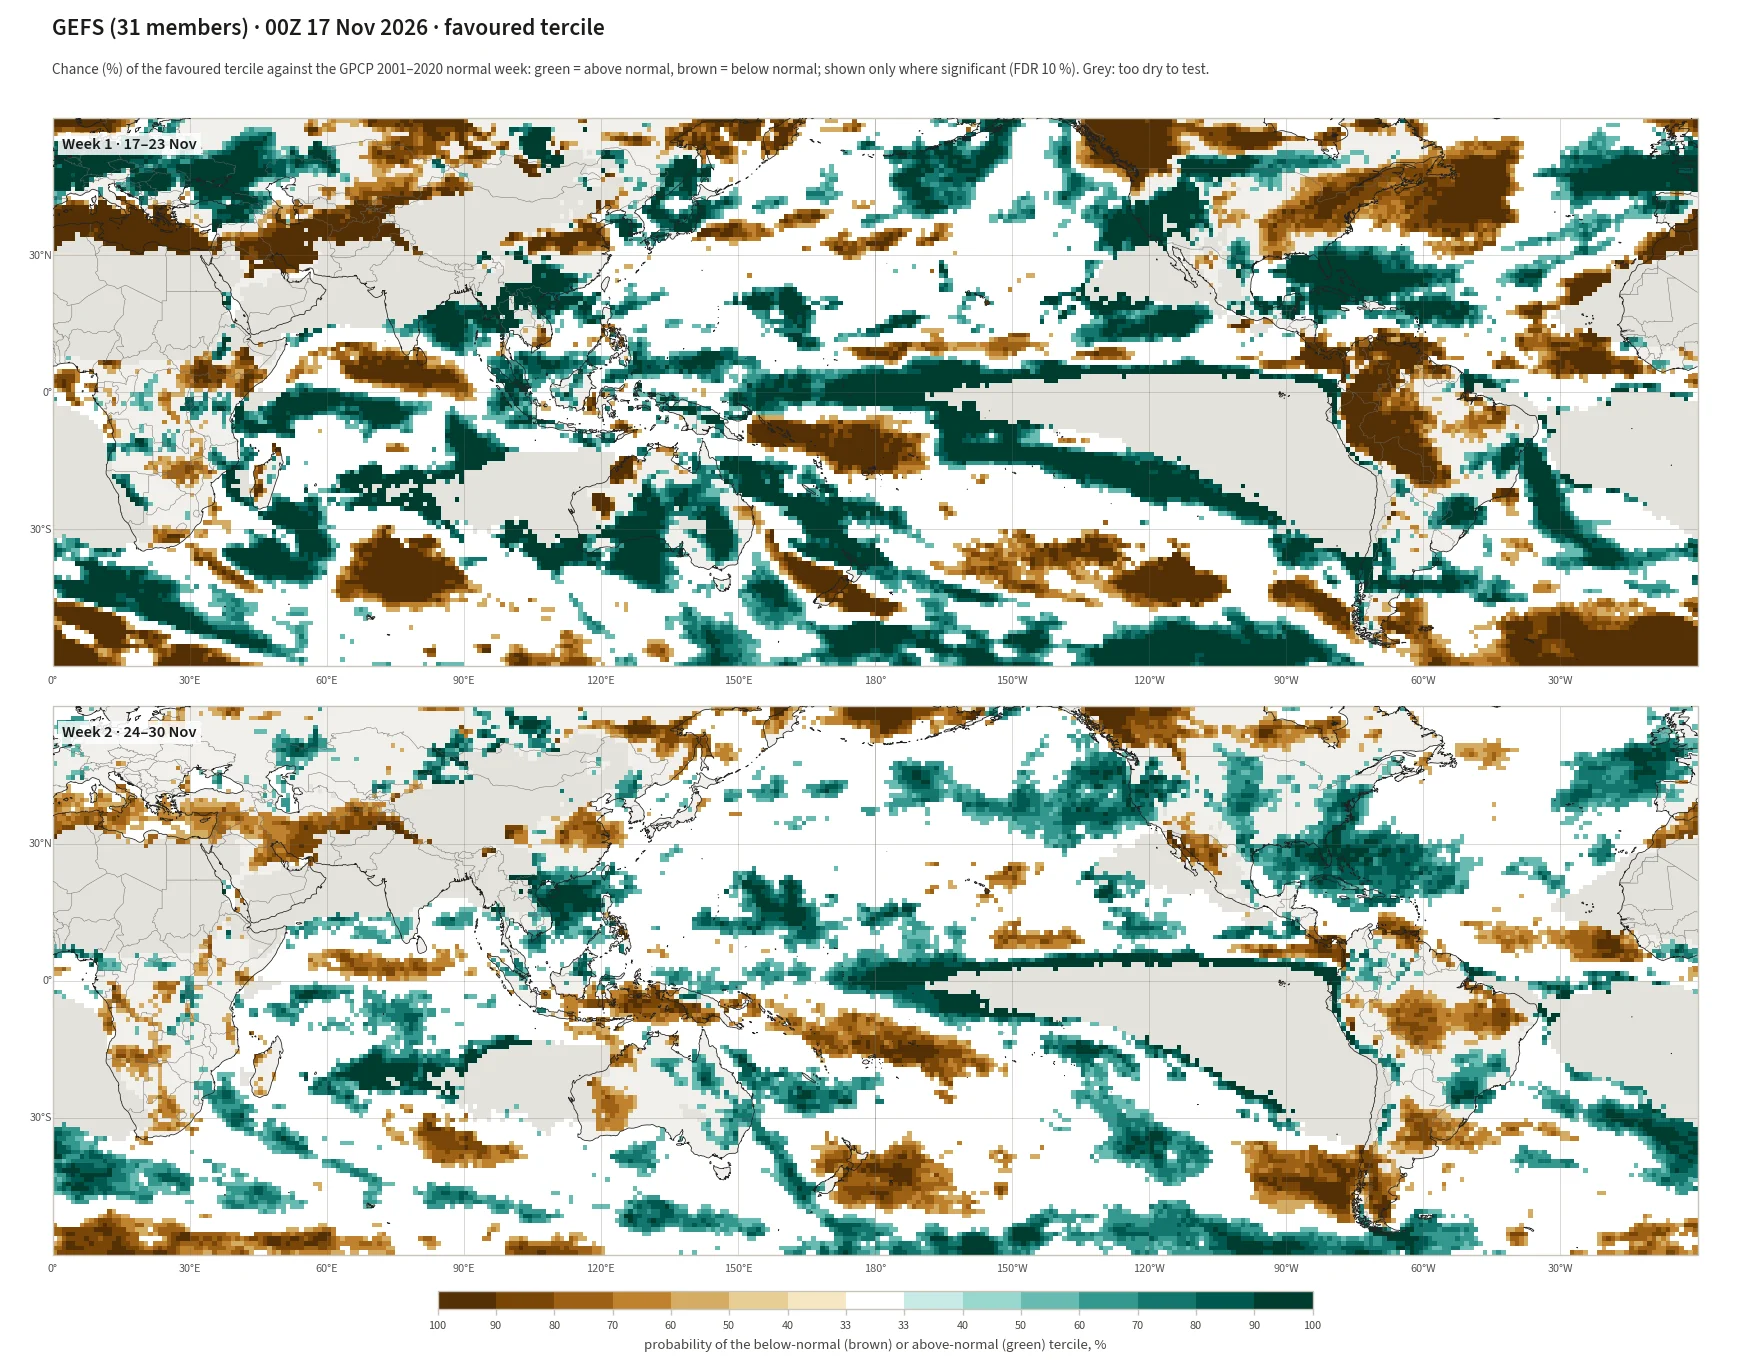 GEFS (31 members) · 00Z 17 Nov 2026 · favoured tercile
Chance (%) of the favoured tercile against the GPCP 2001–2020 normal week: green = above normal, brown = below normal; shown only where significant (FDR 10 %). Grey: too dry to test.
Week 1 · 17–23 Nov
30°N
0°
30°S
0° 30°E 60°E 90°E 120°E 150°E 180° 150°W 120°W 90°W 60°W 30°W
Week 2 · 24–30 Nov
30°N
0°
30°S
0° 30°E 60°E 90°E 120°E 150°E 180° 150°W 120°W 90°W 60°W 30°W
100 90 80 70 60 50 40 33 33 40 50 60 70 80 90 100
probability of the below-normal (brown) or above-normal (green) tercile, %